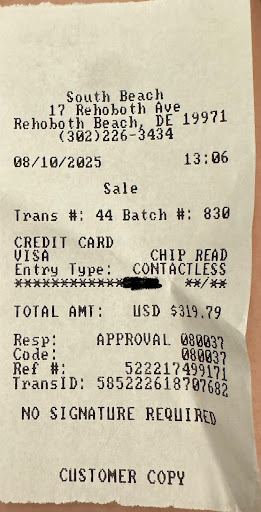 South Beach
17 Rehoboth Ave
Rehoboth Beach, DE 19971
(302)226-3434
08/10/2025 13:06
Sale
Trans #: 44 Batch #: 830
CREDIT CARD
VISA CHIP READ
Entry Type: CONTACTLESS
************ **/**
TOTAL AMT: USD $319.79
Resp: APPROVAL 080037
Code: 080037
Ref #: 522217499171
TransID: 585222618707682
NO SIGNATURE REQUIRED
CUSTOMER COPY